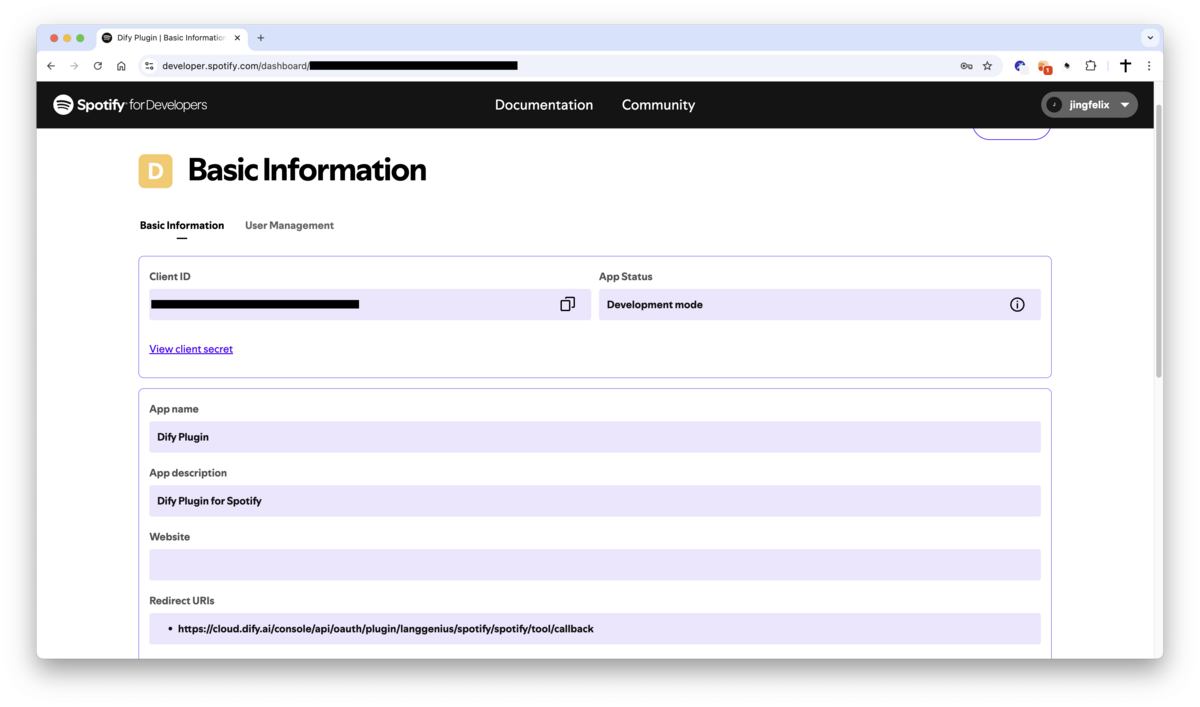 Dify Plugin | Basic Information
developer.spotify.com/dashboard/
1
Spotify for Developers
Documentation
Community
jingfelix
D
Basic Information
Basic Information
User Management
Client ID
App Status
Development mode
View client secret
App name
Dify Plugin
App description
Dify Plugin for Spotify
Website
Redirect URIs
• https://cloud.dify.ai/console/api/oauth/plugin/langgenius/spotify/spotify/tool/callback